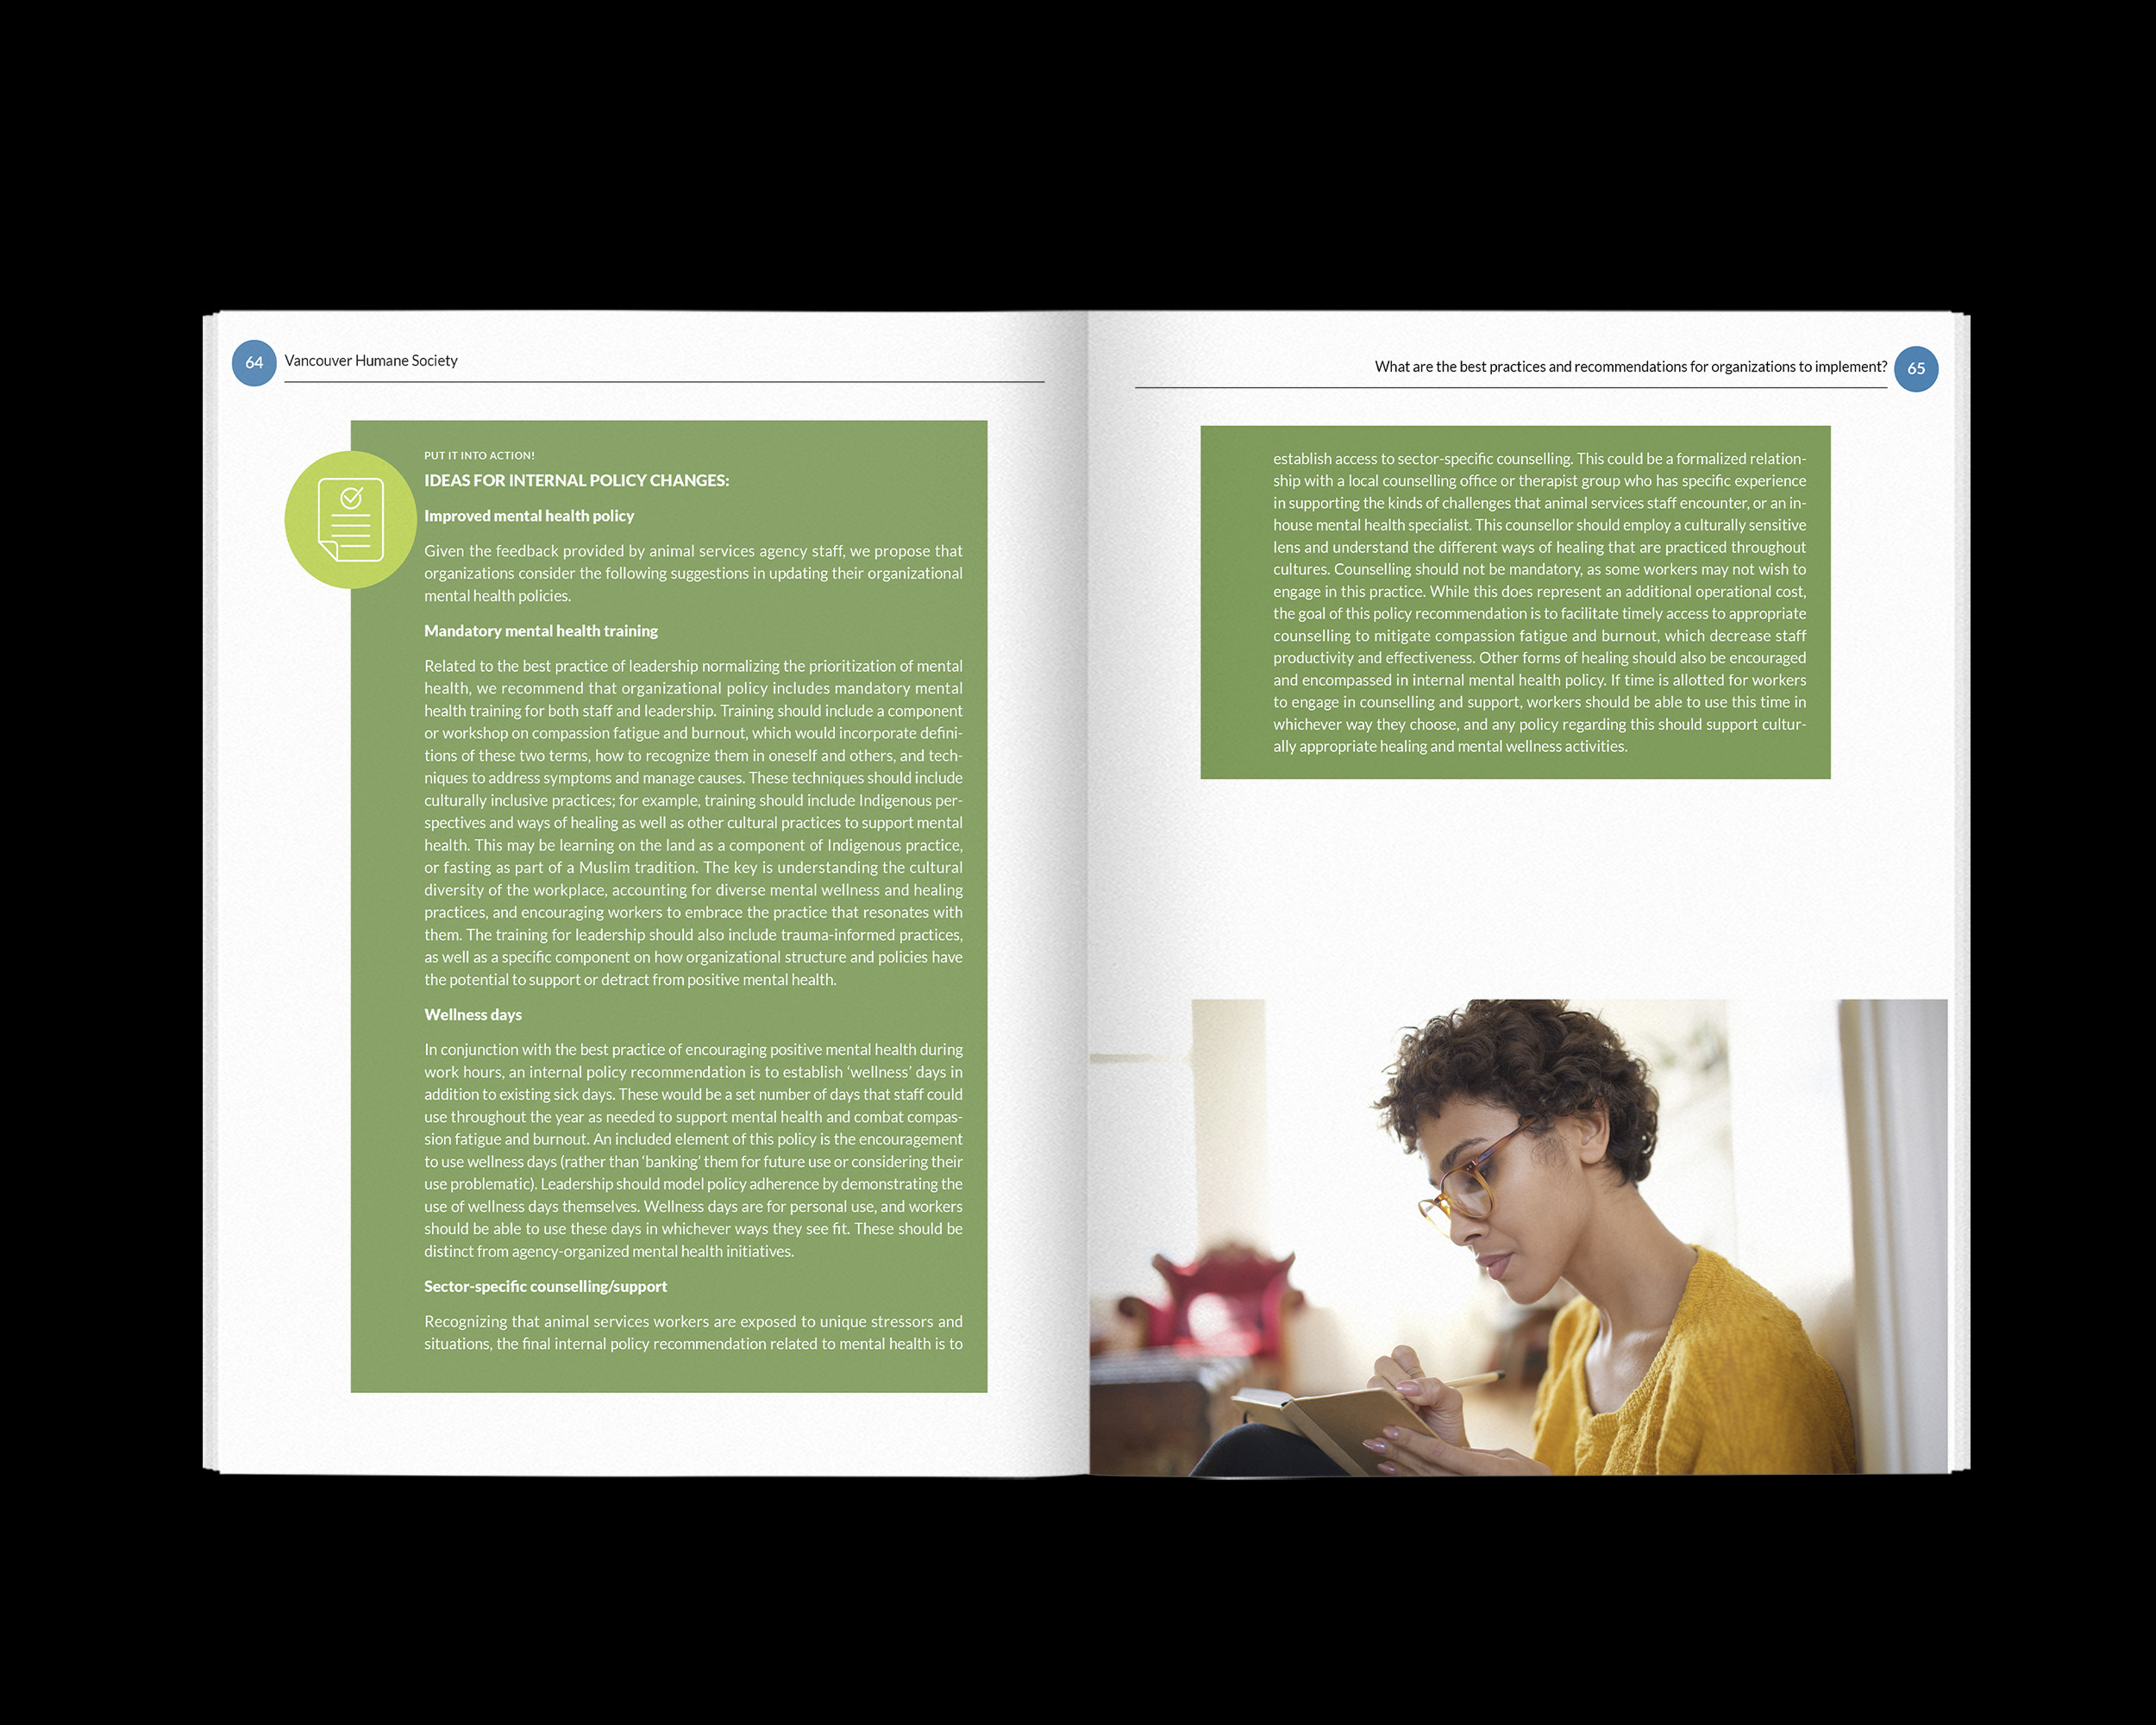 64
Vancouver Humane Society
PUT IT INTO ACTION!
IDEAS FOR INTERNAL POLICY CHANGES:
Improved mental health policy
Given the feedback provided by animal services agency staff, we propose that
organizations consider the following suggestions in updating their organizational
mental health policies.
Mandatory mental health training
Related to the best practice of leadership normalizing the prioritization of mental
health, we recommend that organizational policy includes mandatory mental
health training for both staff and leadership. Training should include a component
or workshop on compassion fatigue and burnout, which would incorporate defini-
tions of these two terms, how to recognize them in oneself and others, and tech-
niques to address symptoms and manage causes. These techniques should include
culturally inclusive practices; for example, training should include Indigenous per-
spectives and ways of healing as well as other cultural practices to support mental
health. This may be learning on the land as a component of Indigenous practice,
or fasting as part of a Muslim tradition. The key is understanding the cultural
diversity of the workplace, accounting for diverse mental wellness and healing
practices, and encouraging workers to embrace the practice that resonates with
them. The training for leadership should also include trauma-informed practices,
as well as a specific component on how organizational structure and policies have
the potential to support or detract from positive mental health.
Wellness days
In conjunction with the best practice of encouraging positive mental health during
work hours, an internal policy recommendation is to establish ‘wellness’ days in
addition to existing sick days. These would be a set number of days that staff could
use throughout the year as needed to support mental health and combat compas-
sion fatigue and burnout. An included element of this policy is the encouragement
to use wellness days (rather than ‘banking’ them for future use or considering their
use problematic). Leadership should model policy adherence by demonstrating the
use of wellness days themselves. Wellness days are for personal use, and workers
should be able to use these days in whichever ways they see fit. These should be
distinct from agency-organized mental health initiatives.
Sector-specific counselling/support
Recognizing that animal services workers are exposed to unique stressors and
situations, the final internal policy recommendation related to mental health is to
What are the best practices and recommendations for organizations to implement?
65
establish access to sector-specific counselling. This could be a formalized relation-
ship with a local counselling office or therapist group who has specific experience
in supporting the kinds of challenges that animal services staff encounter, or an in-
house mental health specialist. This counsellor should employ a culturally sensitive
lens and understand the different ways of healing that are practiced throughout
cultures. Counselling should not be mandatory, as some workers may not wish to
engage in this practice. While this does represent an additional operational cost,
the goal of this policy recommendation is to facilitate timely access to appropriate
counselling to mitigate compassion fatigue and burnout, which decrease staff
productivity and effectiveness. Other forms of healing should also be encouraged
and encompassed in internal mental health policy. If time is allotted for workers
to engage in counselling and support, workers should be able to use this time in
whichever way they choose, and any policy regarding this should support cultur-
ally appropriate healing and mental wellness activities.